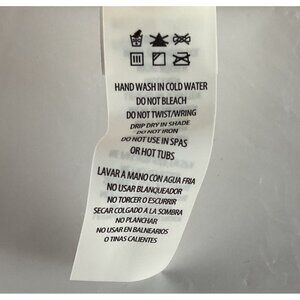 HAND WASH IN COLD WATER
DO NOT BLEACH
DO NOT TWIST/WRING
DRIP DRY IN SHADE
DO NOT IRON
DO NOT USE IN SPAS
OR HOT TUBS
LAVAR A MANO CON AGUA FRIA
NO USAR BLANQUEADOR
NO TORCER O ESCURRIR
SECAR COLGADO A LA SOMBRA
NO PLANCHAR
NO USAR EN BALNEARIOS
O TINAS CALIENTES